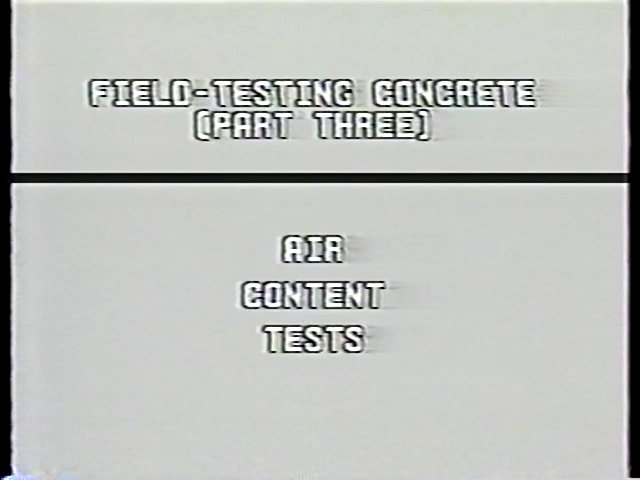 FIELD-TESTING CONCRETE
(PART THREE)
AIR
CONTENT
TESTS